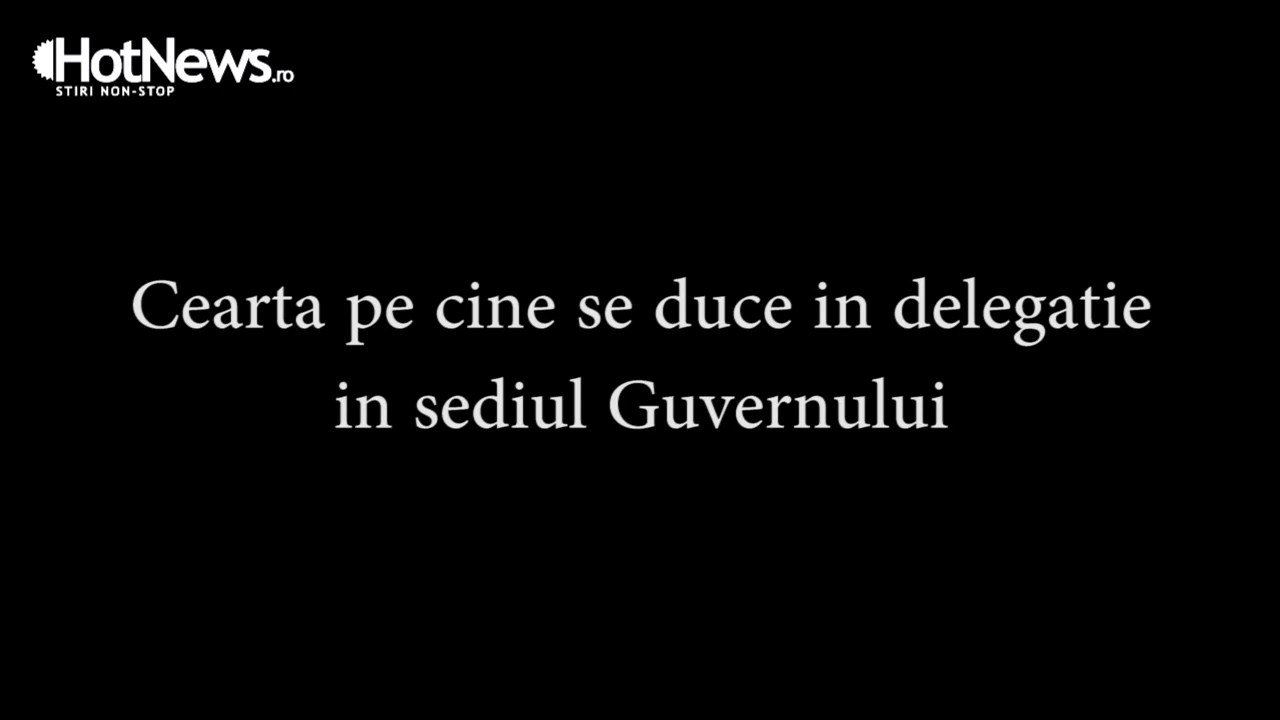 HotNews.ro
STIRI NON-STOP
Cearta pe cine se duce in delegatie
in sediul Guvernului